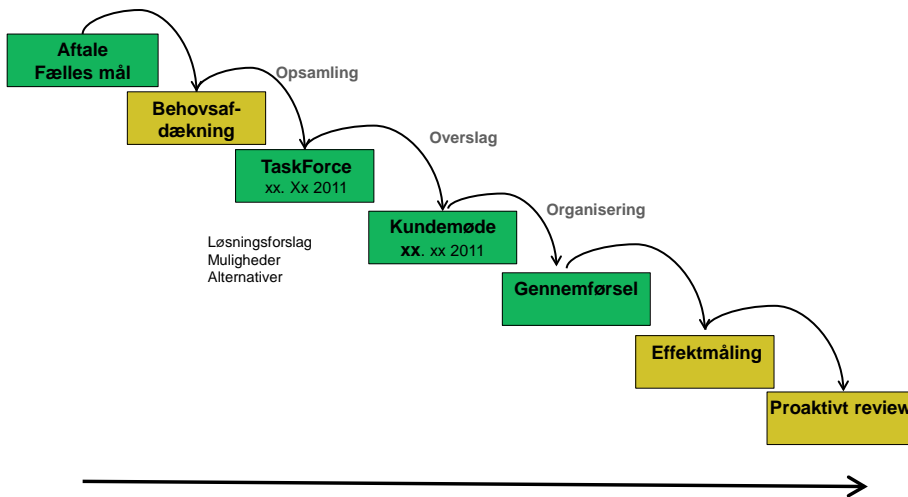 Aftale
Fælles mål
Opsamling
Behovsaf-
dækning
Overslag
TaskForce
xx. Xx 2011
Organisering
Kundemøde
xx. xx 2011
Løsningsforslag
Muligheder
Alternativer
Gennemførsel
Effektmåling
Proaktivt review